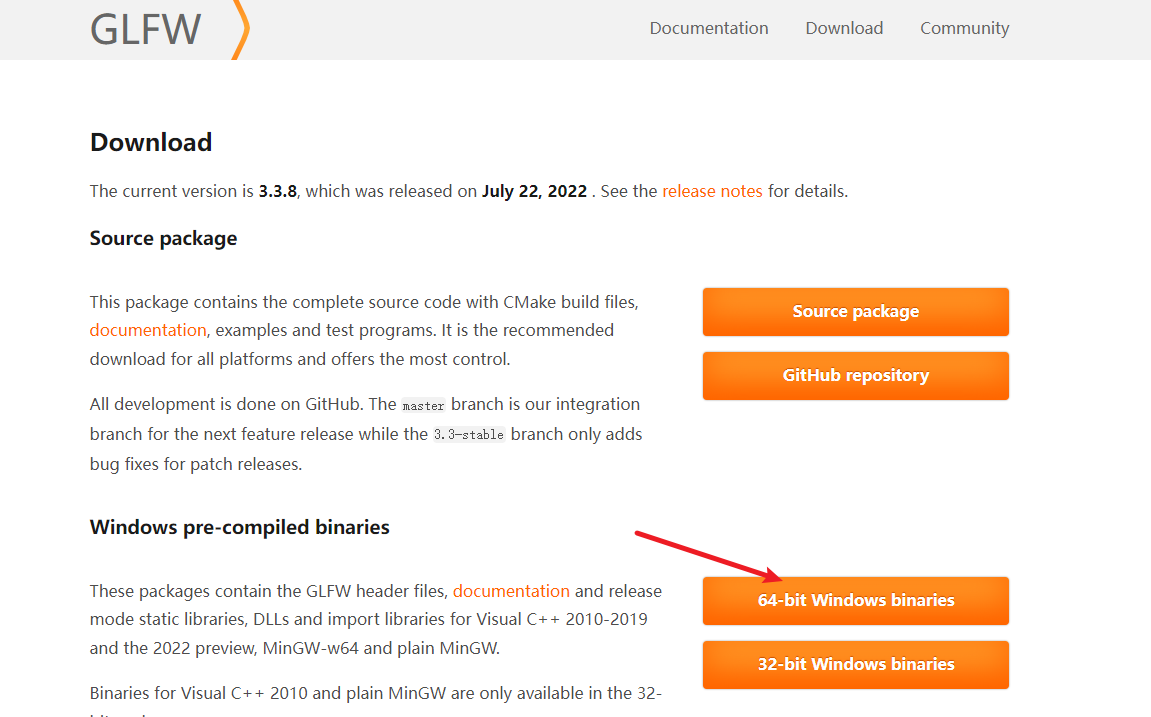 GLFW
Documentation
Download
Community
Download
The current version is 3.3.8, which was released on July 22, 2022 . See the release notes for details.
Source package
This package contains the complete source code with CMake build files,
documentation, examples and test programs. It is the recommended
download for all platforms and offers the most control.
Source package
GitHub repository
All development is done on GitHub. The master branch is our integration
branch for the next feature release while the 3.3-stable branch only adds
bug fixes for patch releases.
Windows pre-compiled binaries
These packages contain the GLFW header files, documentation and release
mode static libraries, DLLs and import libraries for Visual C++ 2010-2019
and the 2022 preview, MinGW-w64 and plain MinGW.
64-bit Windows binaries
32-bit Windows binaries
Binaries for Visual C++ 2010 and plain MinGW are only available in the 32-